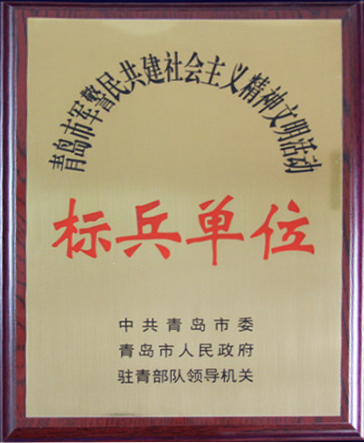 青岛市军警民共建社会主义精神文明活动
标兵单位
中共青岛市委
青岛市人民政府
驻青部队领导机关